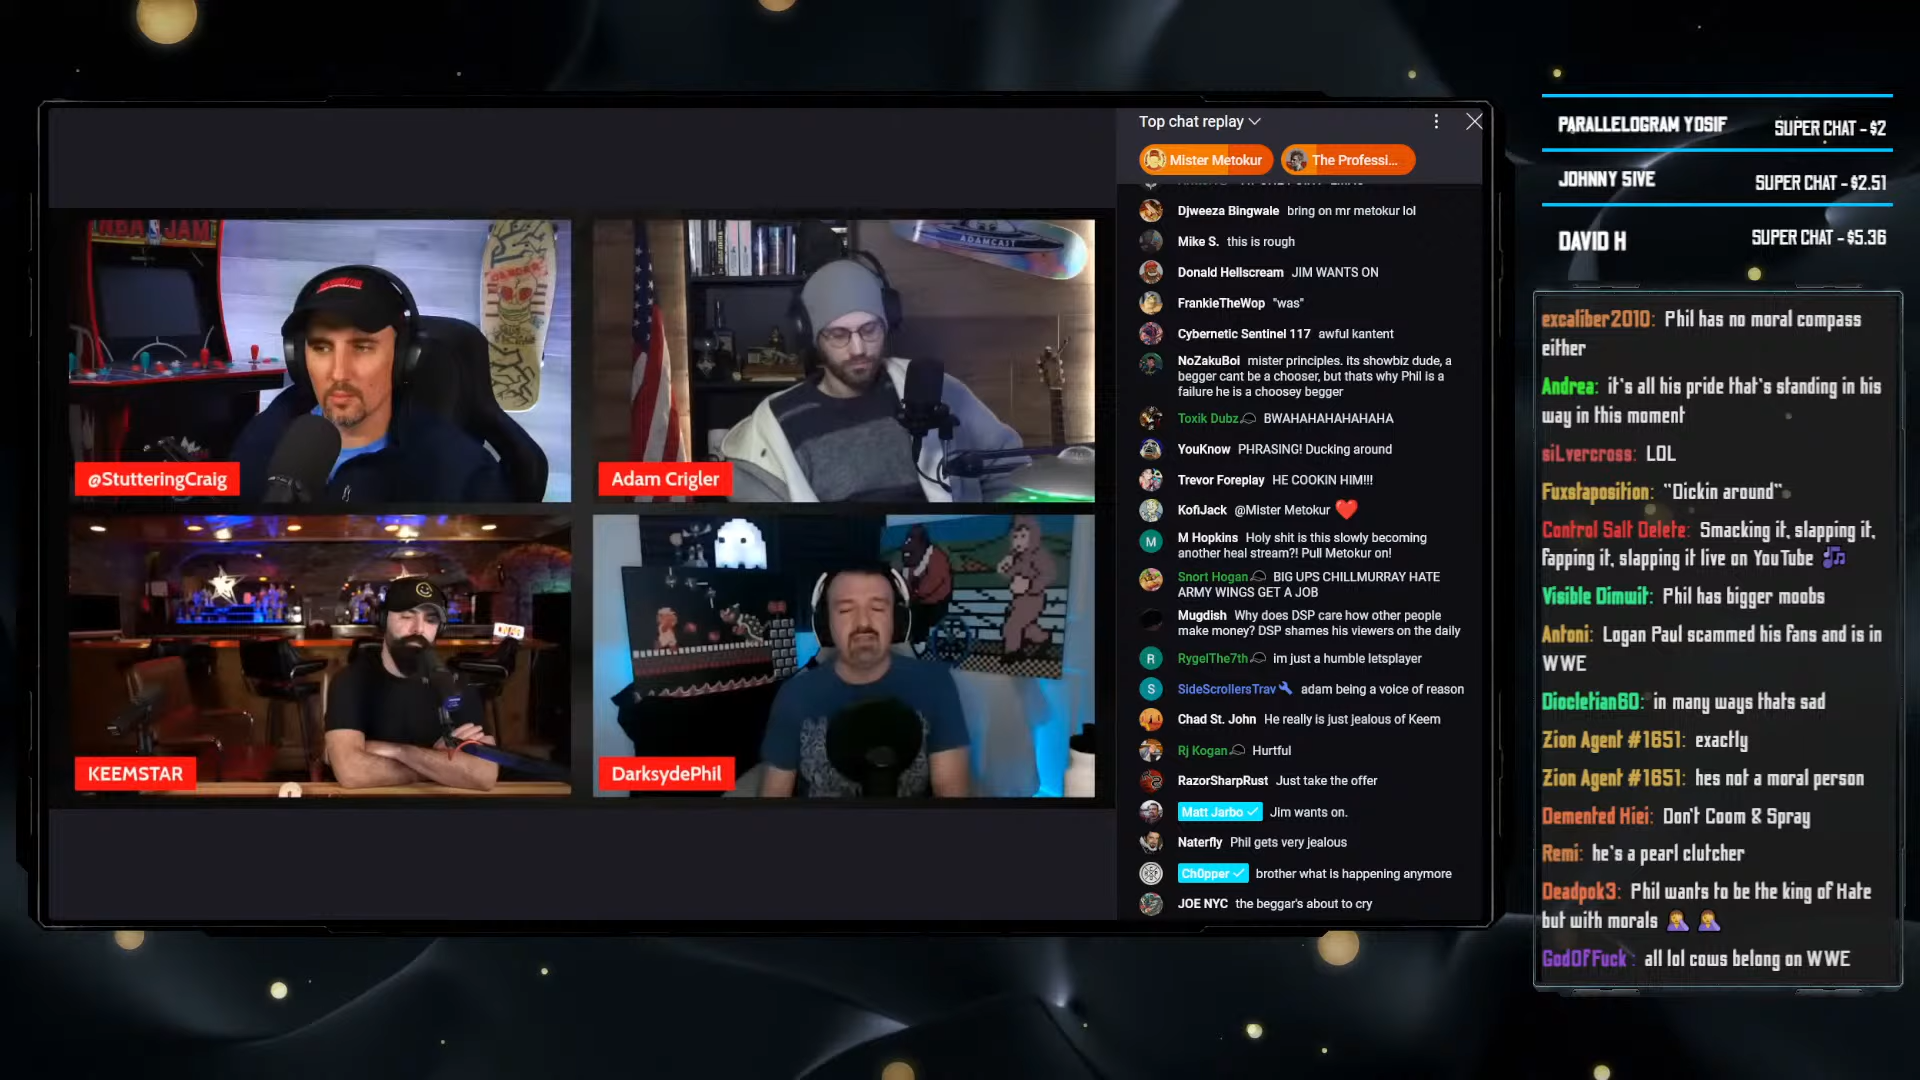 NBA JAM
@StutteringCraig
ADAMCAST
Adam Crigler
KEEMSTAR
DarksydePhil
Top chat replay
Mister Metokur
The Professi...
Djweeza Bingwale bring on mr metokur lol
Mike S. this is rough
Donald Hellscream JIM WANTS ON
FrankieTheWop "was"
Cybernetic Sentinel 117 awful kantent
NoZakuBoi mister principles. its showbiz dude, a
begger cant be a chooser, but thats why Phil is a
failure he is a choosey begger
Toxik Dubz BWAHAHAHAHAHAHA
YouKnow PHRASING! Ducking around
Trevor Foreplay HE COOKIN HIM!!!
KofiJack @Mister Metokur ❤️
M
M Hopkins Holy shit is this slowly becoming
another heal stream?! Pull Metokur on!
Snort Hogan BIG UPS CHILLMURRAY HATE
ARMY WINGS GET A JOB
Mugdish Why does DSP care how other people
make money? DSP shames his viewers on the daily
R
RygelThe7th im just a humble letsplayer
S
SideScrollersTrav adam being a voice of reason
Chad St. John He really is just jealous of Keem
Rj Kogan Hurtful
RazorSharpRust Just take the offer
Matt Jarbo Jim wants on.
Naterfly Phil gets very jealous
Ch0pper brother what is happening anymore
JOE NYC the beggar's about to cry
PARALLELOGRAM YOSIF SUPER CHAT - $2
JOHNNY 5IVE SUPER CHAT - $2.51
DAVID H SUPER CHAT - $5.36
excaliber2010: Phil has no moral compass
either
Andrea: it's all his pride that's standing in his
way in this moment
siLvercross: LOL
Fuxstaposition: "Dickin around"
Control Salt Delete: Smacking it, slapping it,
fapping it, slapping it live on YouTube 🎶
Visible Dimwit: Phil has bigger moobs
Antoni: Logan Paul scammed his fans and is in
WWE
Diocletian60: in many ways thats sad
Zion Agent #1651: exactly
Zion Agent #1651: hes not a moral person
Demented Hiei: Don't Coom & Spray
Remi: he's a pearl clutcher
Deadpok3: Phil wants to be the king of Hate
but with morals 🤦‍♀️ 🤦‍♀️
GodOfFuck : all lol cows belong on WWE